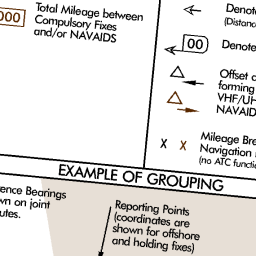 000
Total Mileage between
Compulsory Fixes
and/or NAVAIDS
Denote
(Distance
00
Denote
Offset a
forming
VHF/UH
NAVAID
X X
Mileage Bre
Navigation
(no ATC functi
EXAMPLE OF GROUPING
rence Bearings
wn on joint
utes.
Reporting Points
(coordinates are
shown for offshore
and holding fixes)